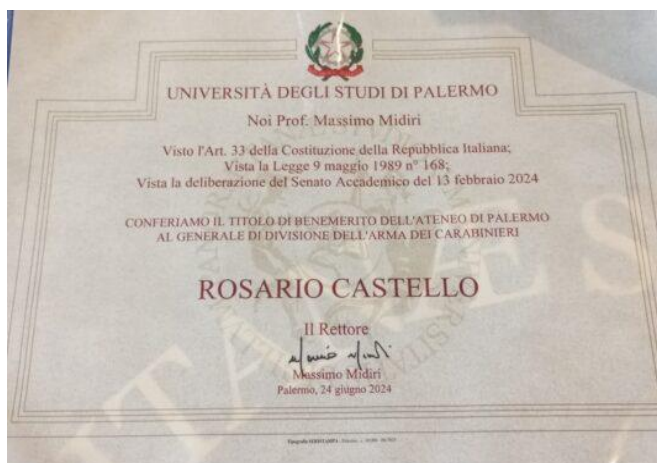 UNIVERSITÀ DEGLI STUDI DI PALERMO
Noi Prof. Massimo Midiri
Visto l'Art. 33 della Costituzione della Repubblica Italiana;
Vista la Legge 9 maggio 1989 n° 168;
Vista la deliberazione del Senato Accademico del 13 febbraio 2024
CONFERIAMO IL TITOLO DI BENEMERITO DELL'ATENEO DI PALERMO
AL GENERALE DI DIVISIONE DELL'ARMA DEI CARABINIERI
ROSARIO CASTELLO
Il Rettore
Massimo Midiri
Palermo, 24 giugno 2024